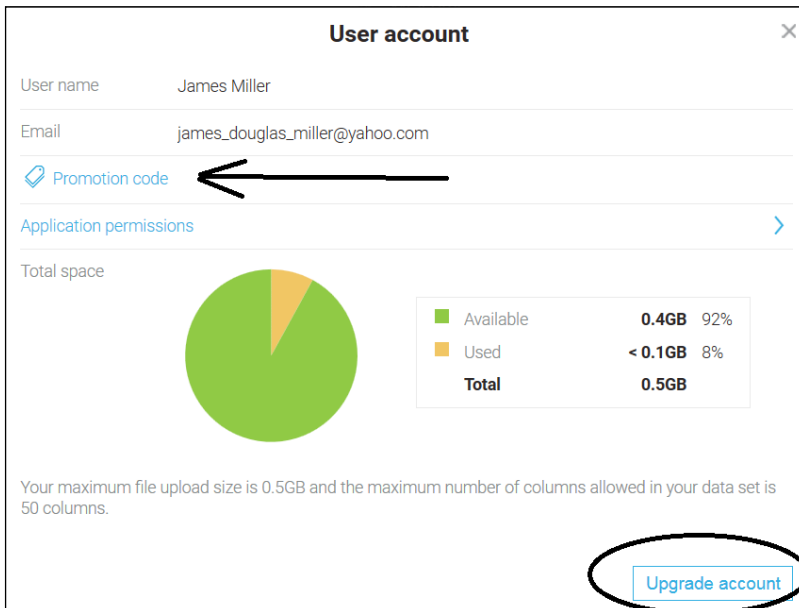 User account
User name James Miller
Email james_douglas_miller@yahoo.com
Promotion code
Application permissions
Total space
Available 0.4GB 92%
Used < 0.1GB 8%
Total 0.5GB
Your maximum file upload size is 0.5GB and the maximum number of columns allowed in your data set is
50 columns.
Upgrade account